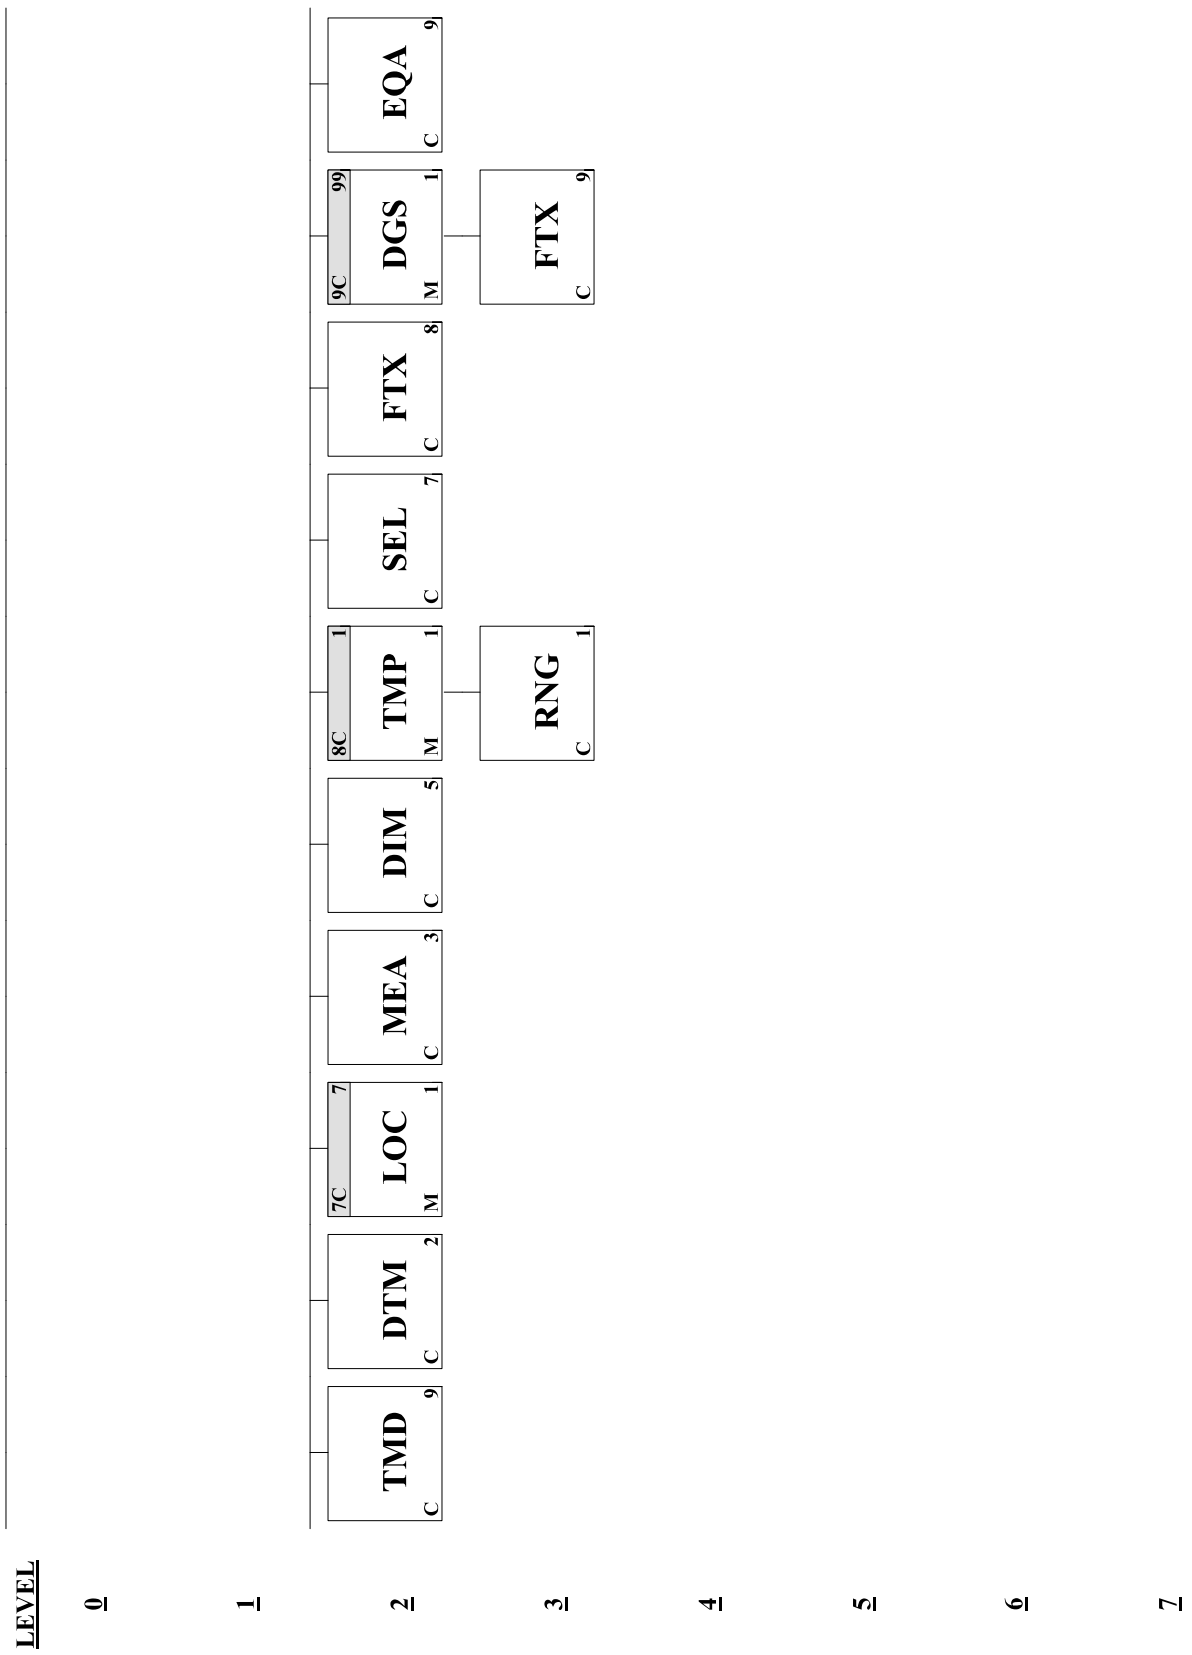 LEVEL
0
1
7C 7 8C 1 9C 99
TMD DTM LOC MEA DIM TMP SEL FTX DGS EQA
2
C 9 C 2 M 1 C 3 C 5 M 1 C 7 C 8 M 1 C 9
RNG FTX
3
C 1 C 9
4
5
6
7